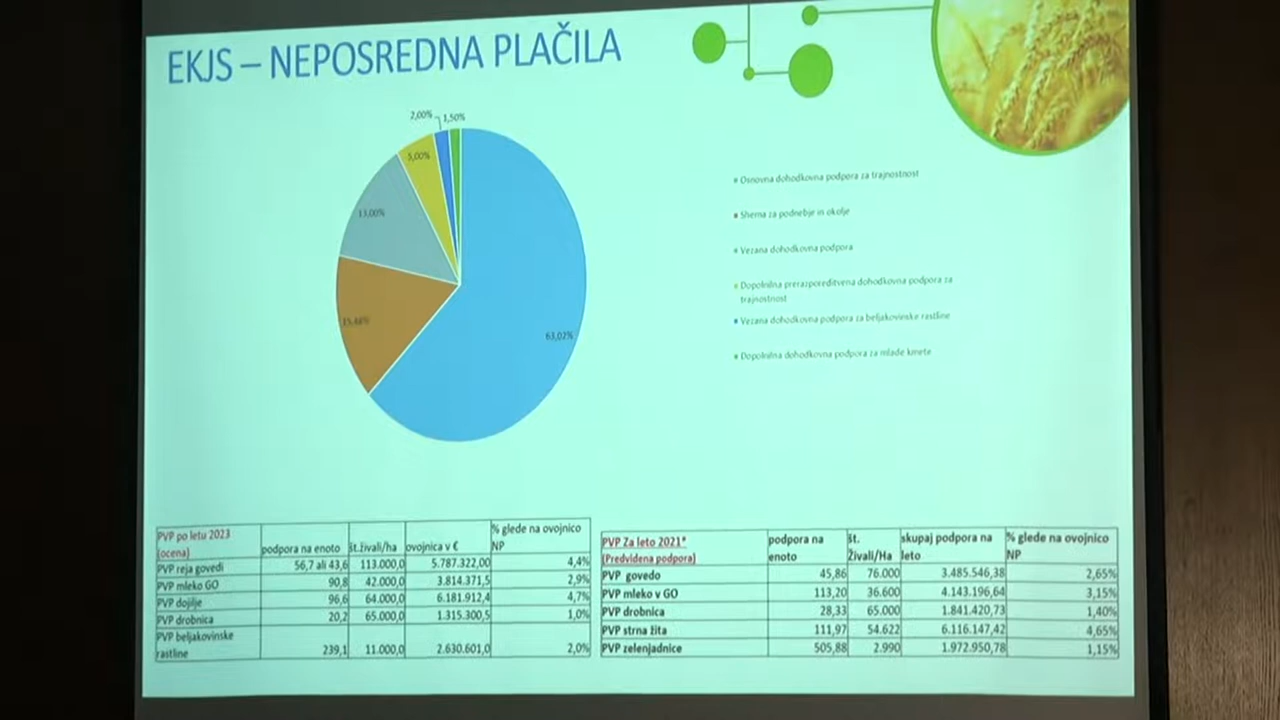 EKJS – NEPOSREDNA PLAČILA
2,00%
1,50%
5,00%
13,00%
63,02%
Osnovna dohodkovna podpora za trajnostnost
Shema za podnebje in okolje
Vezana dohodkovna podpora
Dopolnilna prerazporeditvena dohodkovna podpora za
trajnostnost
Vezana dohodkovna podpora za beljakovinske rastline
Dopolnilna dohodkovna podpora za mlade kmete
PVP po letu 2023
(ocena) podpora na enoto št.živali/ha ovojnica v € % glede na ovojnico NP
PVP reja govedi 56,7 ali 43,6 113.000,0 5.787.322,00 4,4%
PVP mleko GO 90,8 42.000,0 3.814.371,5 2,9%
PVP dojilje 96,6 64.000,0 6.181.912,4 4,7%
PVP drobnica 20,2 65.000,0 1.315.300,5 1,0%
PVP beljakovinske
rastline 239,1 11.000,0 2.630.601,0 2,0%
PVP Za leto 2021* podpora na št. skupaj podpora na % glede na ovojnico
(Predvidena podpora) enoto Živali/Ha leto NP
PVP govedo 45,86 76.000 3.485.546,38 2,65%
PVP mleko v GO 113,20 36.600 4.143.196,64 3,15%
PVP drobnica 28,33 65.000 1.841.420,73 1,40%
PVP strna žita 111,97 54.622 6.116.147,42 4,65%
PVP zelenjadnice 505,88 2.990 1.972.950,78 1,15%